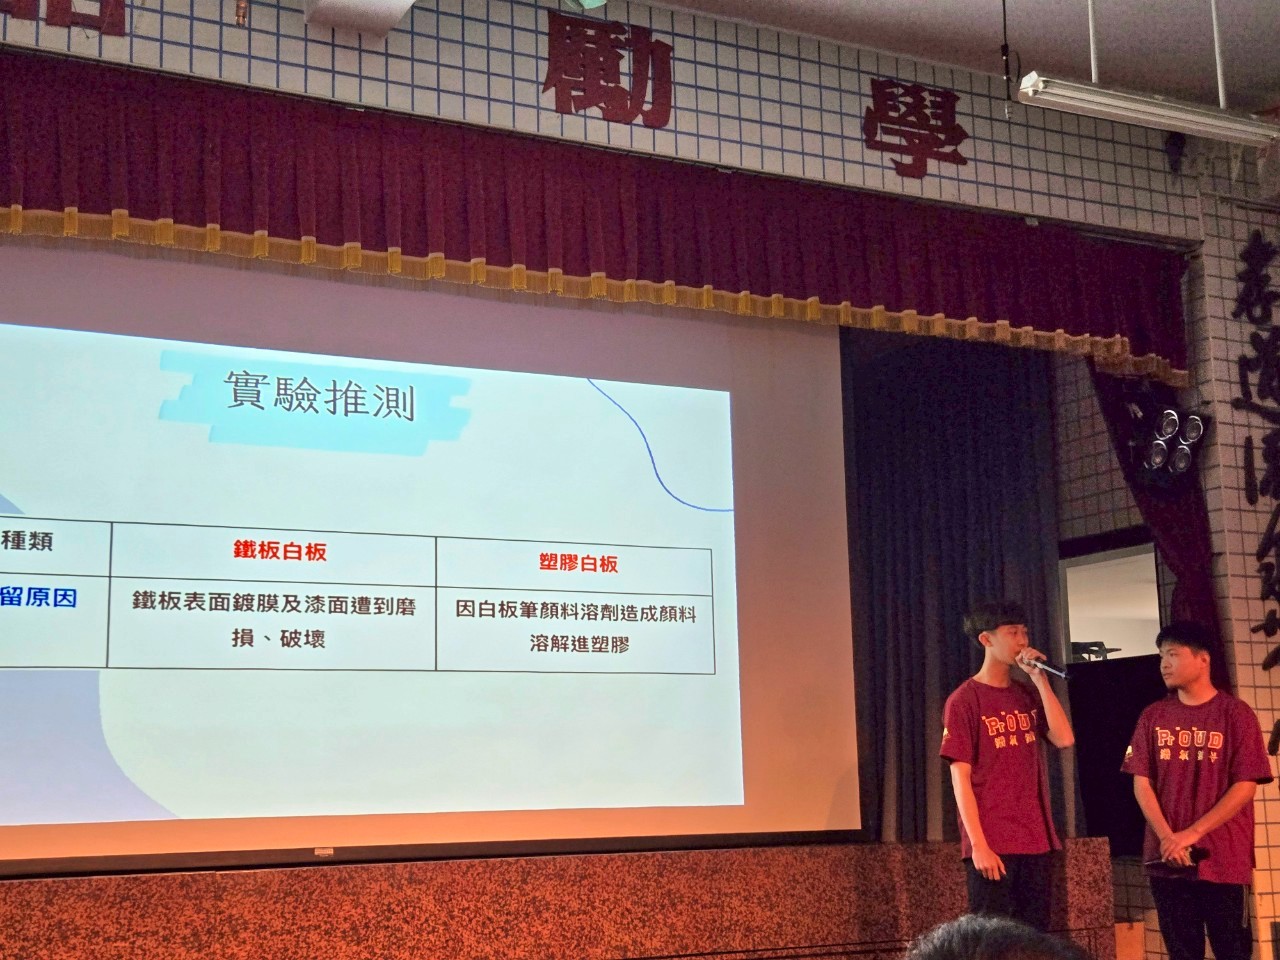 勵學
實驗推測
種類
鐵板白板
塑膠白板
留原因
鐵板表面鍍膜及漆面遭到磨
損、破壞
因白板筆顏料溶劑造成顏料
溶解進塑膠
PrOUD
PrOUD